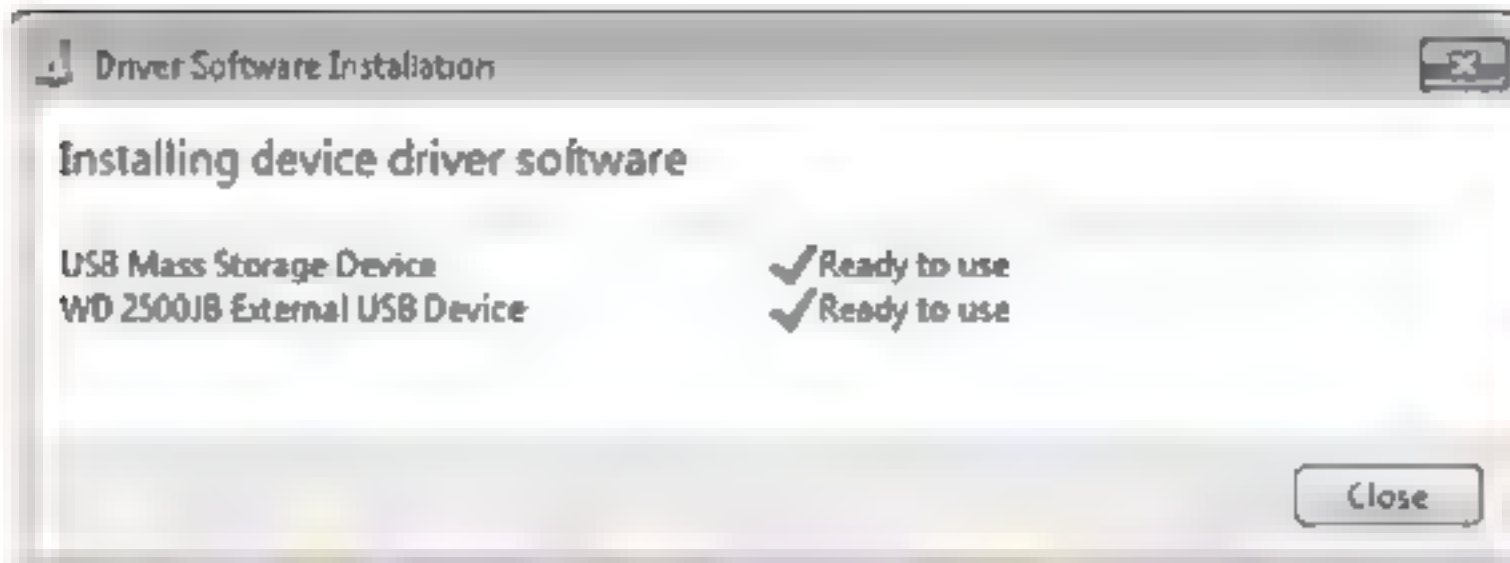 Driver Software Installation
Installing device driver software
USB Mass Storage Device ✓Ready to use
WD 2500JB External USB Device ✓Ready to use
Close